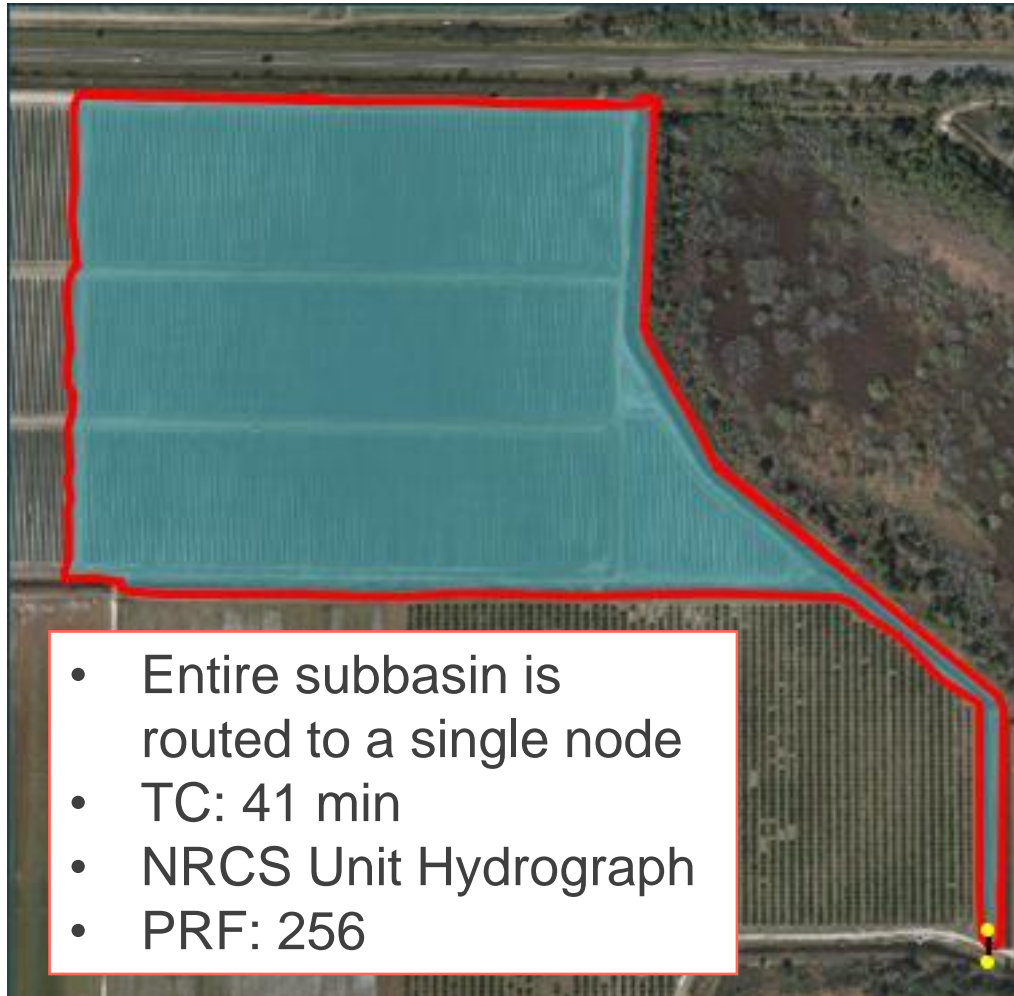 • Entire subbasin is
routed to a single node
• TC: 41 min
• NRCS Unit Hydrograph
• PRF: 256